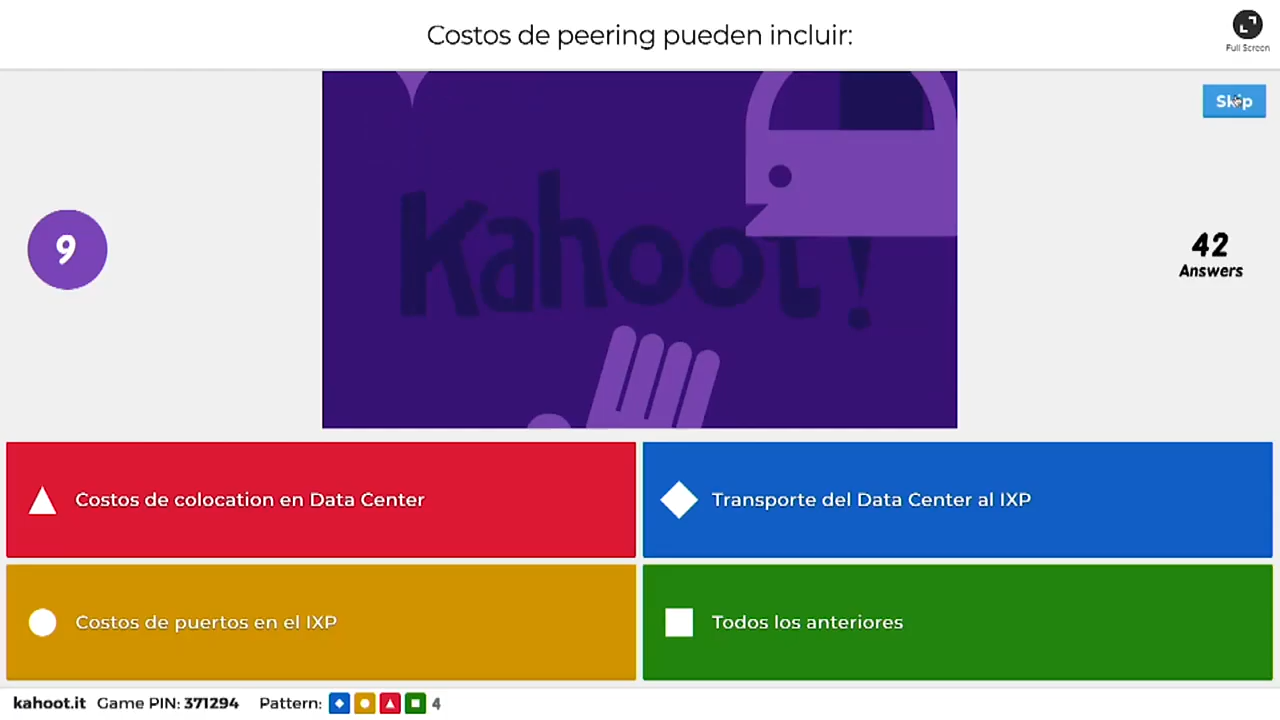 Costos de peering pueden incluir:
Full Screen
Skip
kahoot!
9
42
Answers
Costos de colocation en Data Center
Transporte del Data Center al IXP
Costos de puertos en el IXP
Todos los anteriores
kahoot.it Game PIN: 371294 Pattern: 4